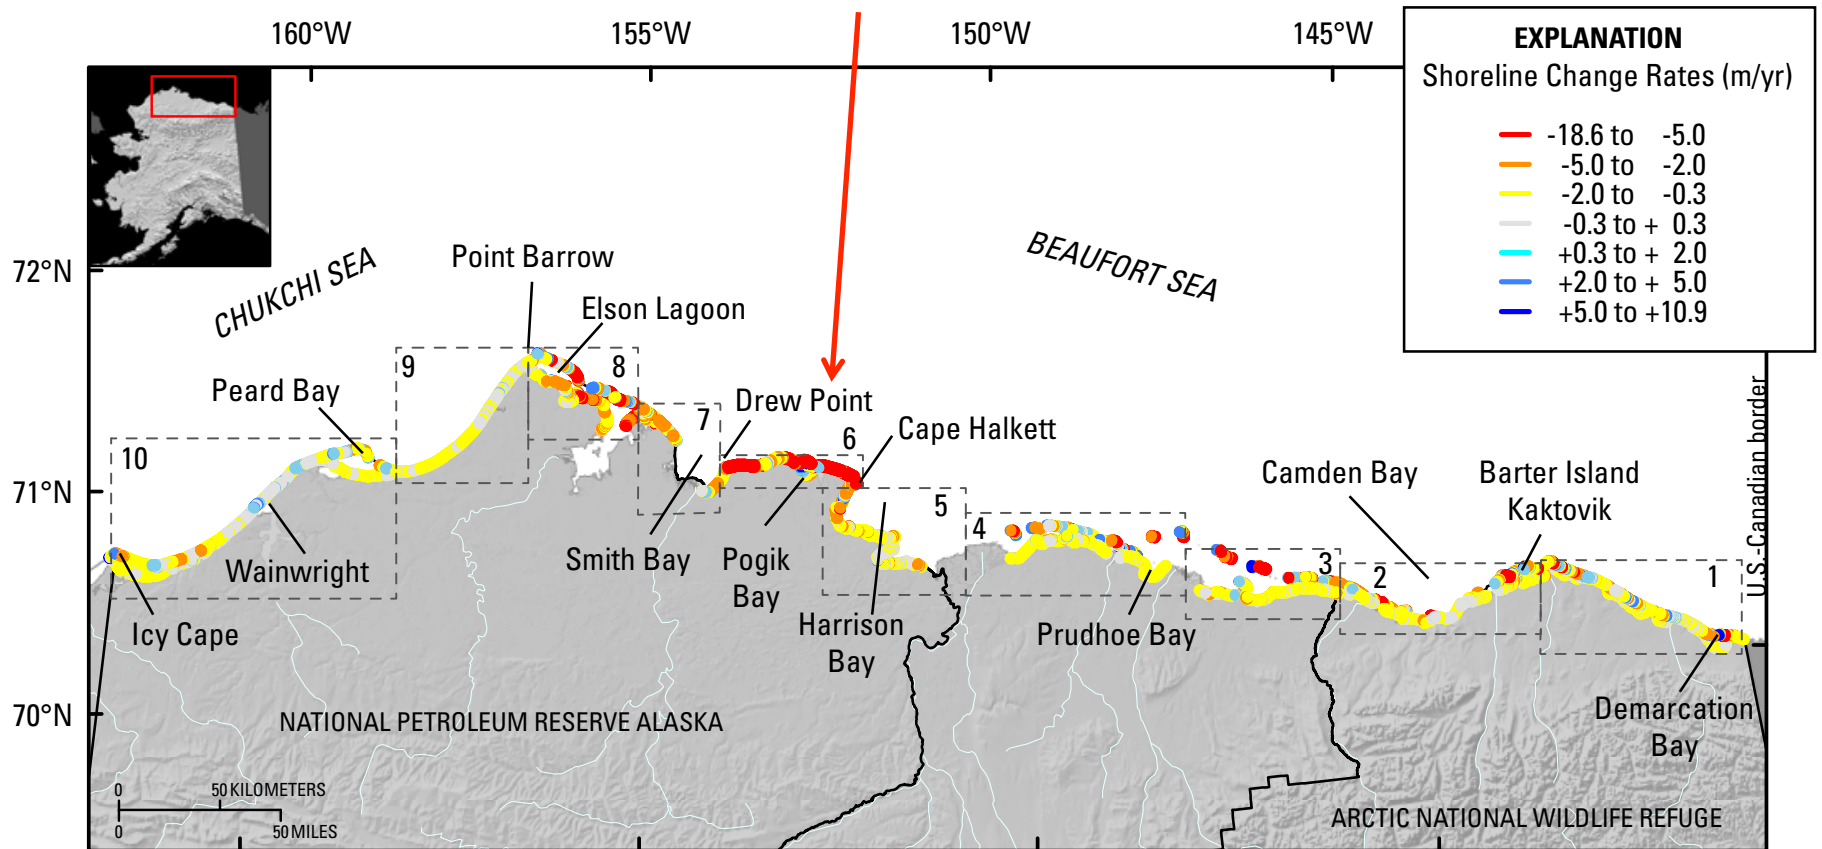 160°W
155°W
150°W
145°W
EXPLANATION
Shoreline Change Rates (m/yr)
-18.6 to -5.0
-5.0 to -2.0
-2.0 to -0.3
-0.3 to + 0.3
+0.3 to + 2.0
+2.0 to + 5.0
+5.0 to +10.9
72°N
71°N
70°N
CHUKCHI SEA
BEAUFORT SEA
Point Barrow
Elson Lagoon
Peard Bay
9
8
10
7
Drew Point
6
Cape Halkett
Wainwright
Icy Cape
Smith Bay
Pogik
Bay
5
Harrison
Bay
4
Prudhoe Bay
3
Camden Bay
2
Barter Island
Kaktovik
1
U.S.-Canadian border
Demarcation
Bay
NATIONAL PETROLEUM RESERVE ALASKA
ARCTIC NATIONAL WILDLIFE REFUGE
0 50 KILOMETERS
0 50 MILES